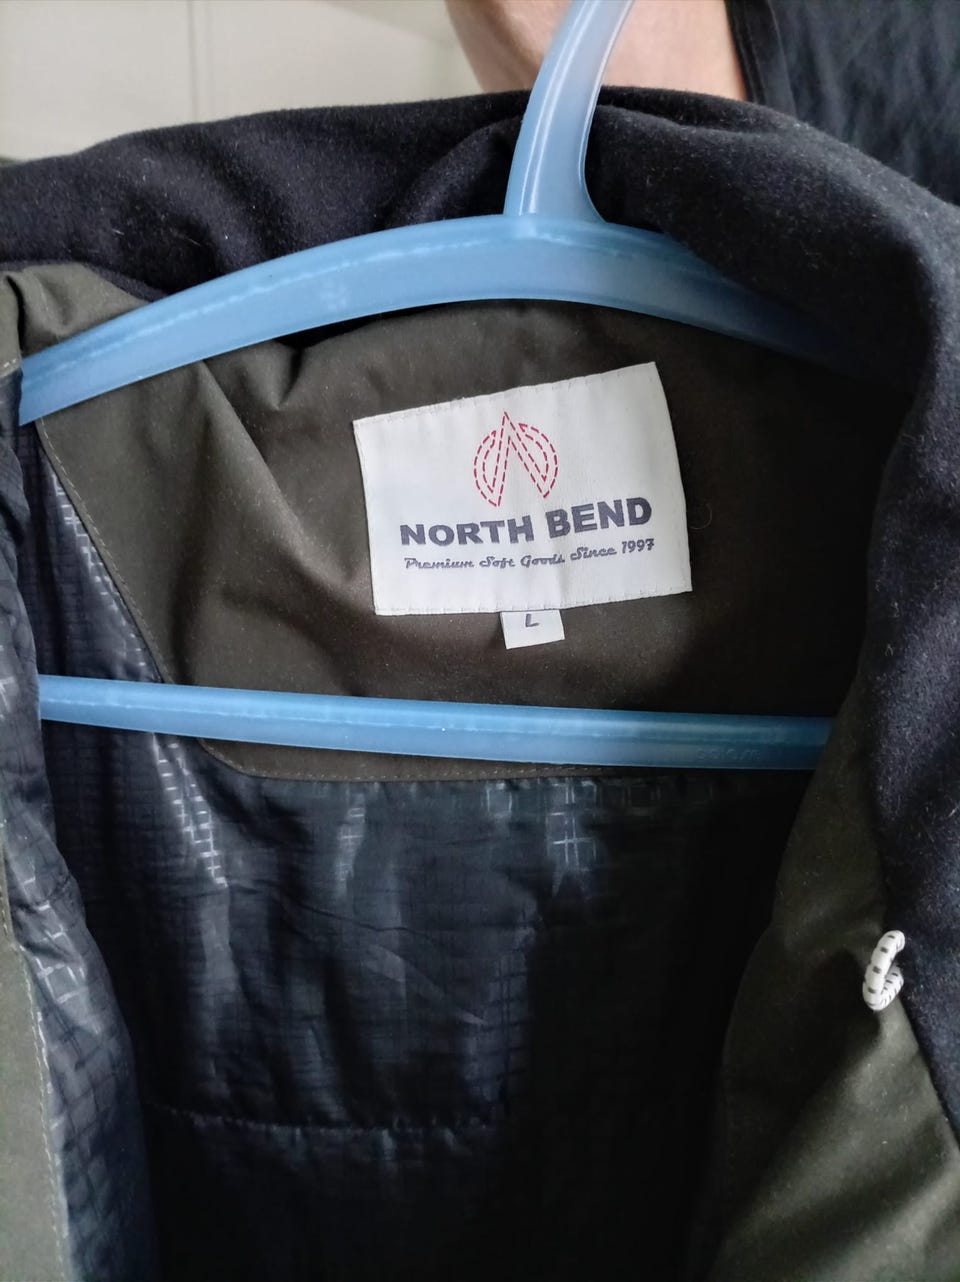 NORTH BEND
Premium Soft Goods Since 1997
L